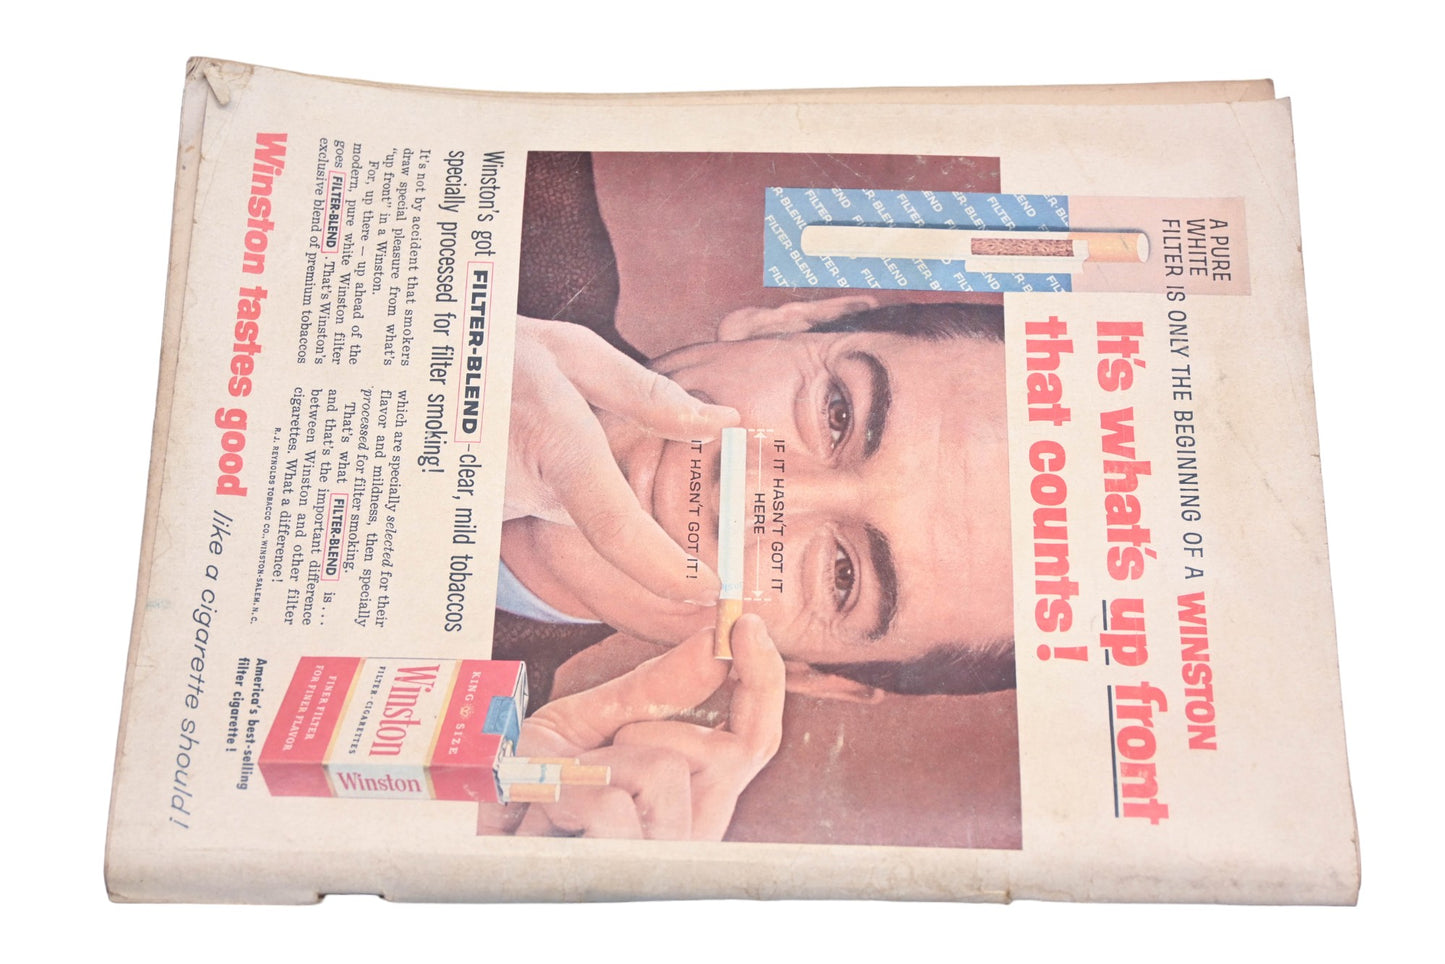 A PURE
WHITE
FILTER IS ONLY THE BEGINNING OF A WINSTON
It's what's up front
that counts!
FILTER-BLEND
IF IT HASN'T GOT IT
HERE
IT HASN'T GOT IT!
Winston's got FILTER-BLEND – clear, mild tobaccos
specially processed for filter smoking!
It's not by accident that smokers
draw special pleasure from what's
"up front" in a Winston.
For, up there – up ahead of the
modern, pure white Winston filter
goes FILTER-BLEND. That's Winston's
exclusive blend of premium tobaccos
which are specially selected for their
flavor and mildness, then specially
processed for filter smoking.
That's what FILTER-BLEND is...
and that's the important difference
between Winston and other filter
cigarettes. What a difference!
R. J. REYNOLDS TOBACCO CO., WINSTON-SALEM, N.C.
KING SIZE
Winston
FILTER-CIGARETTES
FINER FILTER
FOR FINER FLAVOR
Winston
America's best-selling
filter cigarette!
Winston tastes good like a cigarette should!